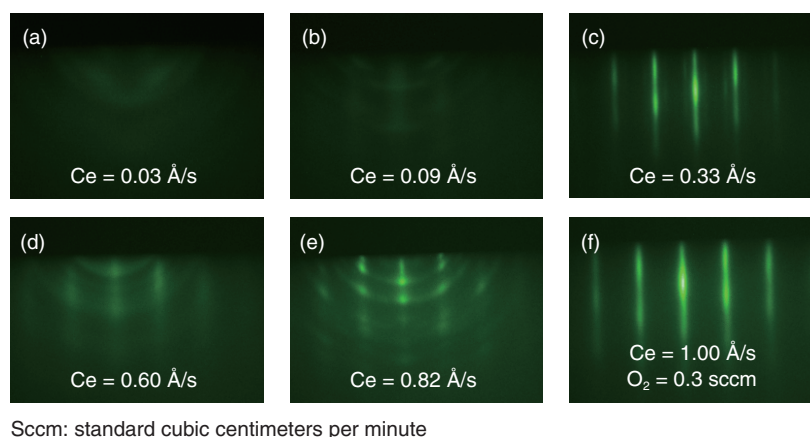 (a)
Ce = 0.03 Å/s
(b)
Ce = 0.09 Å/s
(c)
Ce = 0.33 Å/s
(d)
Ce = 0.60 Å/s
(e)
Ce = 0.82 Å/s
(f)
Ce = 1.00 Å/s
O₂ = 0.3 sccm
Sccm: standard cubic centimeters per minute